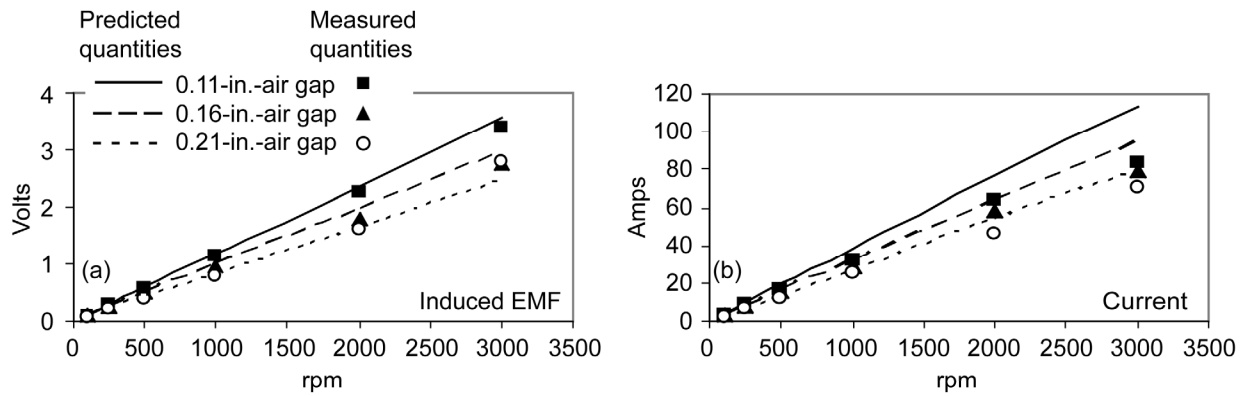 Predicted quantities
Measured quantities
0.11-in.-air gap
0.16-in.-air gap
0.21-in.-air gap
4
3
2
1
0
Volts
(a)
Induced EMF
0 500 1000 1500 2000 2500 3000 3500
rpm
120
100
80
60
40
20
0
Amps
(b)
Current
0 500 1000 1500 2000 2500 3000 3500
rpm